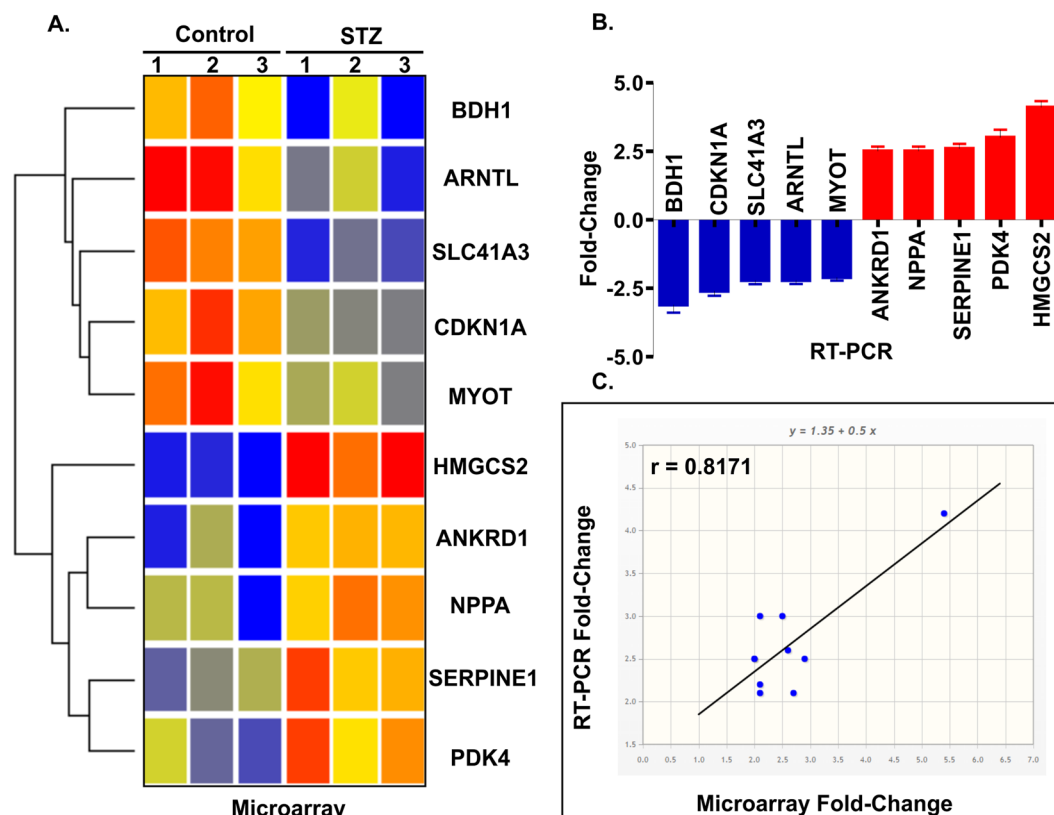 A.
Control STZ
1 2 3 1 2 3
BDH1
ARNTL
SLC41A3
CDKN1A
MYOT
HMGCS2
ANKRD1
NPPA
SERPINE1
PDK4
Microarray
B.
Fold-Change
5.0
2.5
0.0
-2.5
-5.0
BDH1
CDKN1A
SLC41A3
ARNTL
MYOT
ANKRD1
NPPA
SERPINE1
PDK4
HMGCS2
RT-PCR
C.
y = 1.35 + 0.5 x
r = 0.8171
RT-PCR Fold-Change
5.0
4.5
4.0
3.5
3.0
2.5
2.0
1.5
0.0 0.5 1.0 1.5 2.0 2.5 3.0 3.5 4.0 4.5 5.0 5.5 6.0 6.5 7.0
Microarray Fold-Change